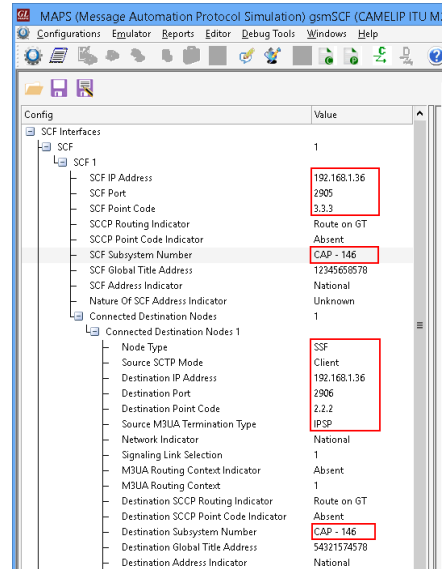 GL MAPS (Message Automation Protocol Simulation) gsmSCF (CAMELIP ITU M
Configurations Emulator Reports Editor Debug Tools Windows Help
Config Value
SCF Interfaces
SCF 1
SCF 1
SCF IP Address 192.168.1.36
SCF Port 2905
SCF Point Code 3.3.3
SCCP Routing Indicator Route on GT
SCCP Point Code Indicator Absent
SCF Subsystem Number CAP - 146
SCF Global Title Address 12345658578
SCF Address Indicator National
Nature Of SCF Address Indicator Unknown
Connected Destination Nodes 1
Connected Destination Nodes 1
Node Type SSF
Source SCTP Mode Client
Destination IP Address 192.168.1.36
Destination Port 2906
Destination Point Code 2.2.2
Source M3UA Termination Type IPSP
Network Indicator National
Signaling Link Selection 1
M3UA Routing Context Indicator Absent
M3UA Routing Context 1
Destination SCCP Routing Indicator Route on GT
Destination SCCP Point Code Indicator Absent
Destination Subsystem Number CAP - 146
Destination Global Title Address 54321574578
Destination Address Indicator National